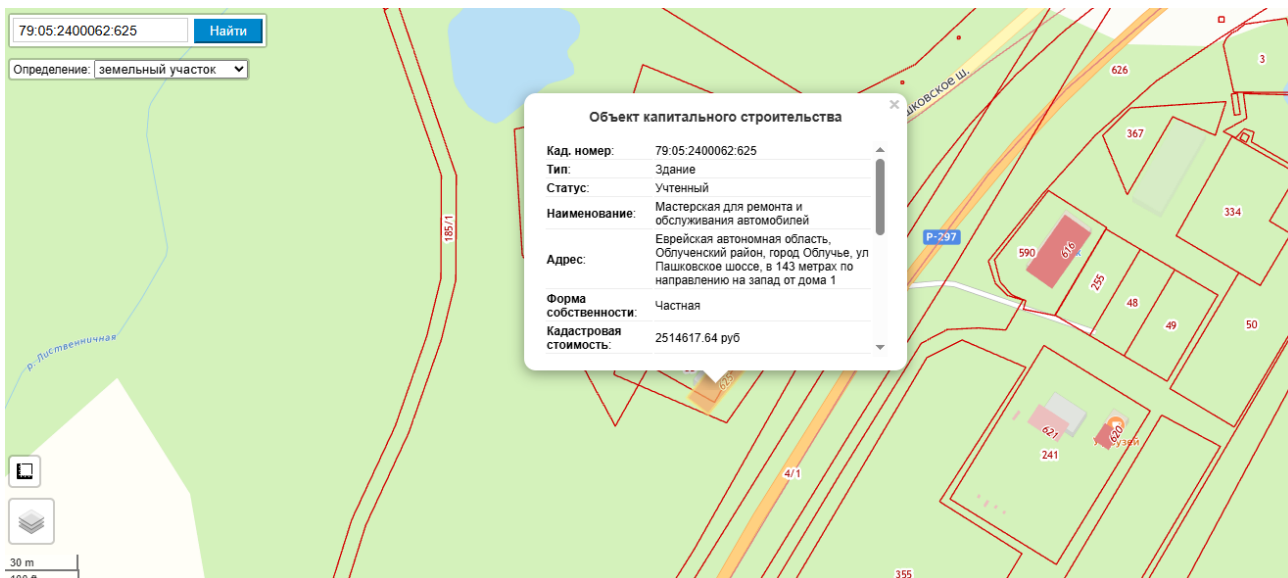 79:05:2400062:625
Найти
Определение: земельный участок
Объект капитального строительства
×
Кад. номер: 79:05:2400062:625
Тип: Здание
Статус: Учтенный
Наименование: Мастерская для ремонта и
обслуживания автомобилей
Адрес: Еврейская автономная область,
Облученский район, город Облучье, ул
Пашковское шоссе, в 143 метрах по
направлению на запад от дома 1
Форма
собственности: Частная
Кадастровая
стоимость: 2514617.64 руб
шковское ш.
626
3
367
334
185/1
Р-297
590
616
255
48
49
50
р. Лиственничная
625
621
620
241
4/1
355
30 m